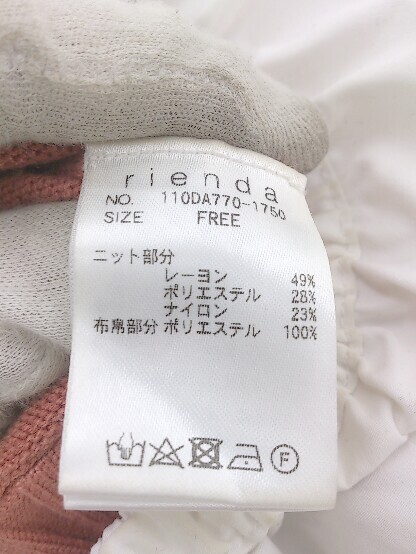 rienda
NO. 110DA770-1750
SIZE FREE
ニット部分
レーヨン 49%
ポリエステル 28%
ナイロン 23%
布帛部分 ポリエステル 100%
F